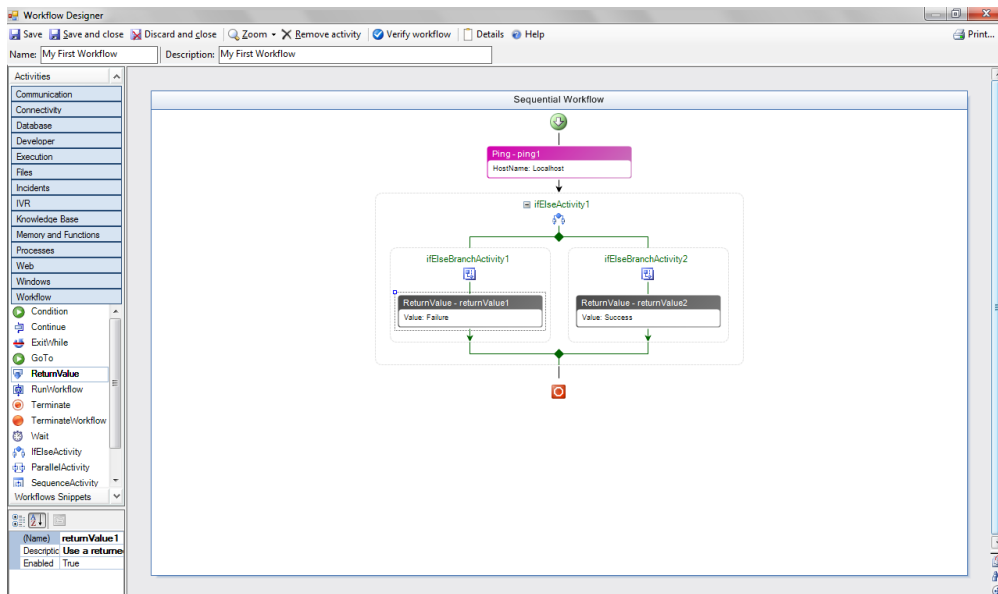 Workflow Designer
Save Save and close Discard and close Zoom Remove activity Verify workflow Details Help Print...
Name: My First Workflow Description: My First Workflow
Activities
Communication
Connectivity
Database
Developer
Execution
Files
Incidents
IVR
Knowledge Base
Memory and Functions
Processes
Web
Windows
Workflow
Condition
Continue
ExitWhile
GoTo
ReturnValue
RunWorkflow
Terminate
TerminateWorkflow
Wait
IfElseActivity
ParallelActivity
SequenceActivity
Workflows Snippets
(Name) returnValue1
Descriptic Use a returne
Enabled True
Sequential Workflow
Ping - ping1
HostName: Localhost
ifElseActivity1
ifElseBranchActivity1 ifElseBranchActivity2
ReturnValue - returnValue1 ReturnValue - returnValue2
Value: Failure Value: Success